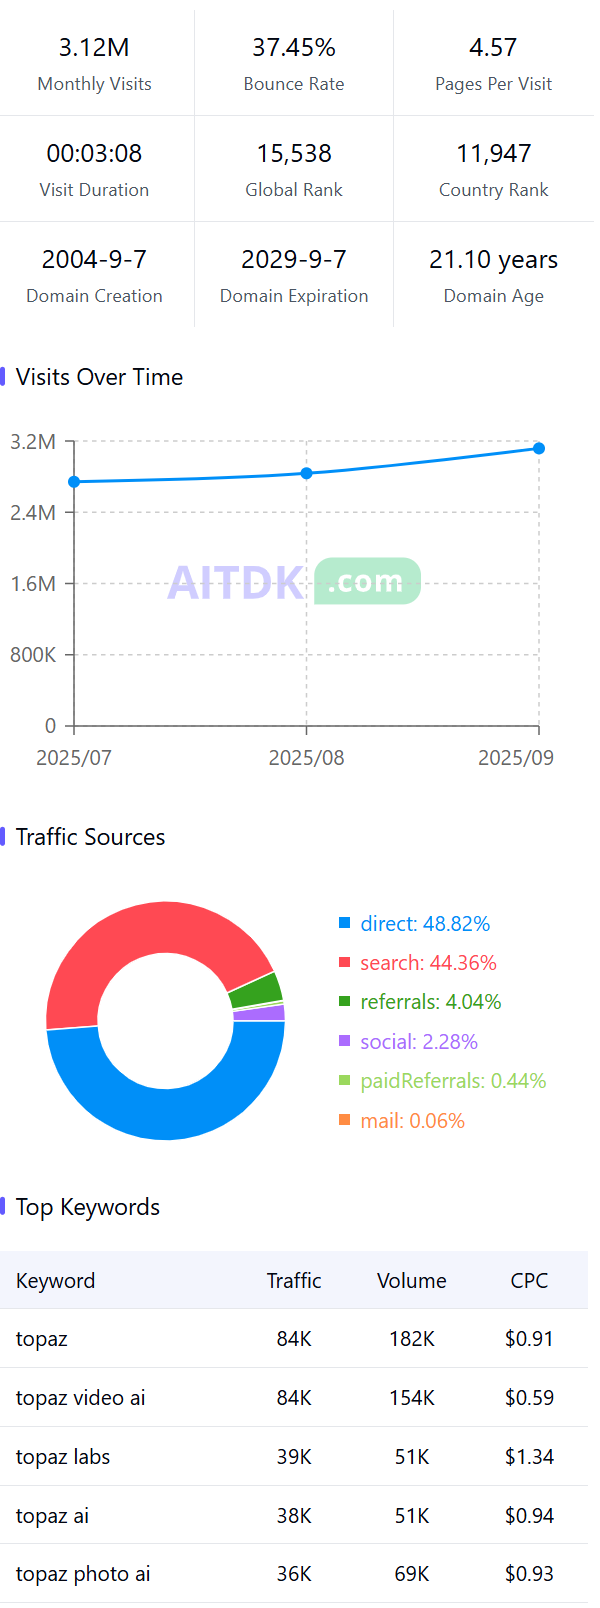 3.12M 37.45% 4.57
Monthly Visits Bounce Rate Pages Per Visit
00:03:08 15,538 11,947
Visit Duration Global Rank Country Rank
2004-9-7 2029-9-7 21.10 years
Domain Creation Domain Expiration Domain Age
Visits Over Time
3.2M
2.4M
1.6M
AITDK .com
800K
0
2025/07 2025/08 2025/09
Traffic Sources
direct: 48.82%
search: 44.36%
referrals: 4.04%
social: 2.28%
paidReferrals: 0.44%
mail: 0.06%
Top Keywords
Keyword Traffic Volume CPC
topaz 84K 182K $0.91
topaz video ai 84K 154K $0.59
topaz labs 39K 51K $1.34
topaz ai 38K 51K $0.94
topaz photo ai 36K 69K $0.93